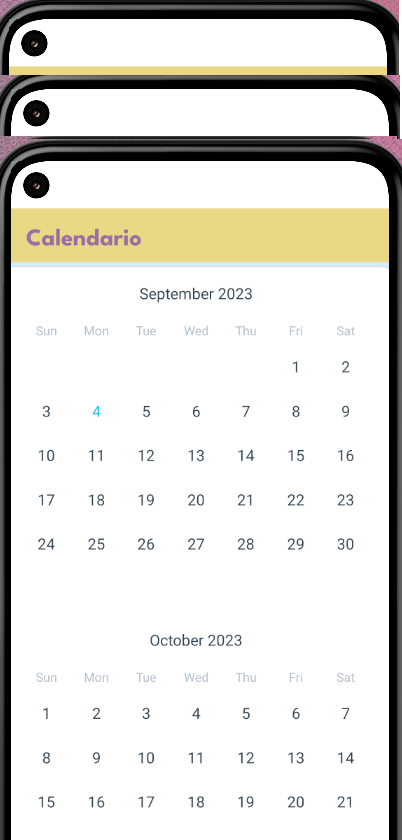 Calendario
September 2023
Sun Mon Tue Wed Thu Fri Sat
1 2
3 4 5 6 7 8 9
10 11 12 13 14 15 16
17 18 19 20 21 22 23
24 25 26 27 28 29 30
October 2023
Sun Mon Tue Wed Thu Fri Sat
1 2 3 4 5 6 7
8 9 10 11 12 13 14
15 16 17 18 19 20 21